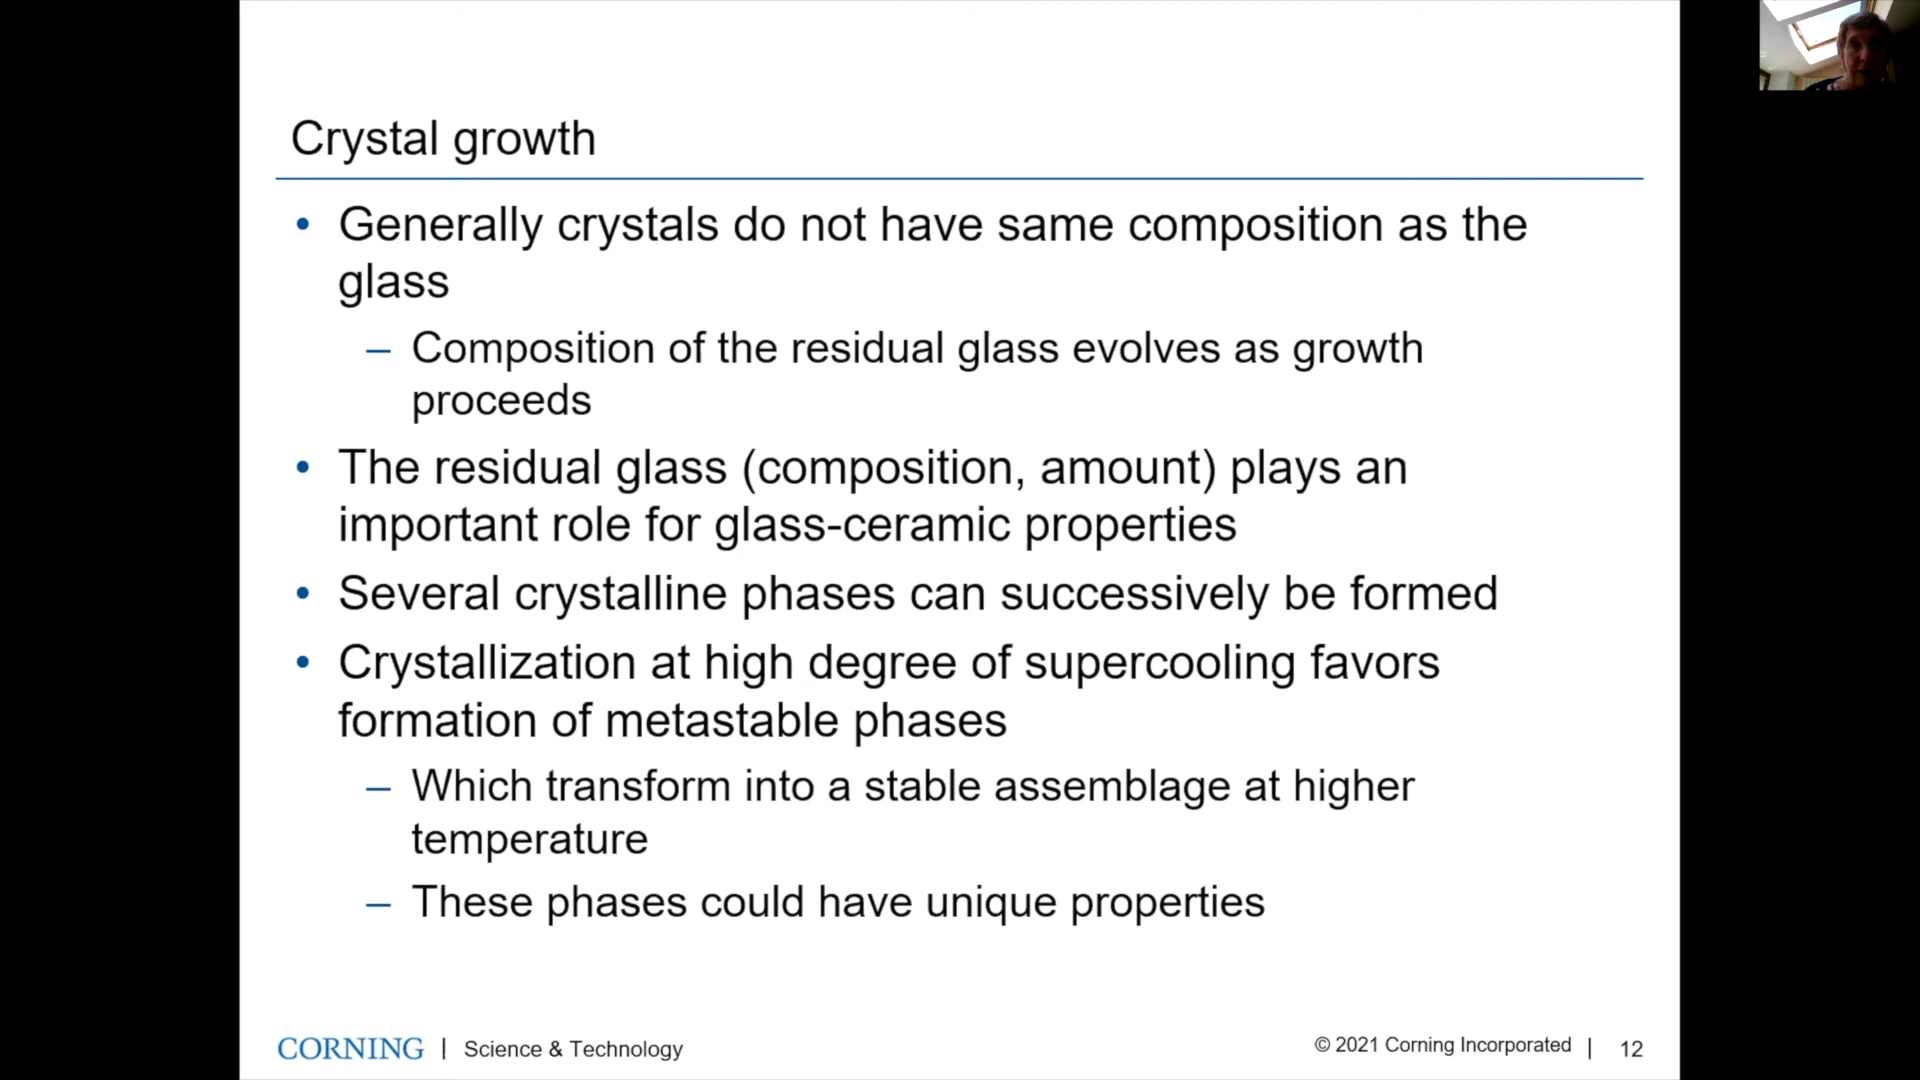 Crystal growth
• Generally crystals do not have same composition as the
glass
– Composition of the residual glass evolves as growth
proceeds
• The residual glass (composition, amount) plays an
important role for glass-ceramic properties
• Several crystalline phases can successively be formed
• Crystallization at high degree of supercooling favors
formation of metastable phases
– Which transform into a stable assemblage at higher
temperature
– These phases could have unique properties
CORNING | Science & Technology
© 2021 Corning Incorporated | 12